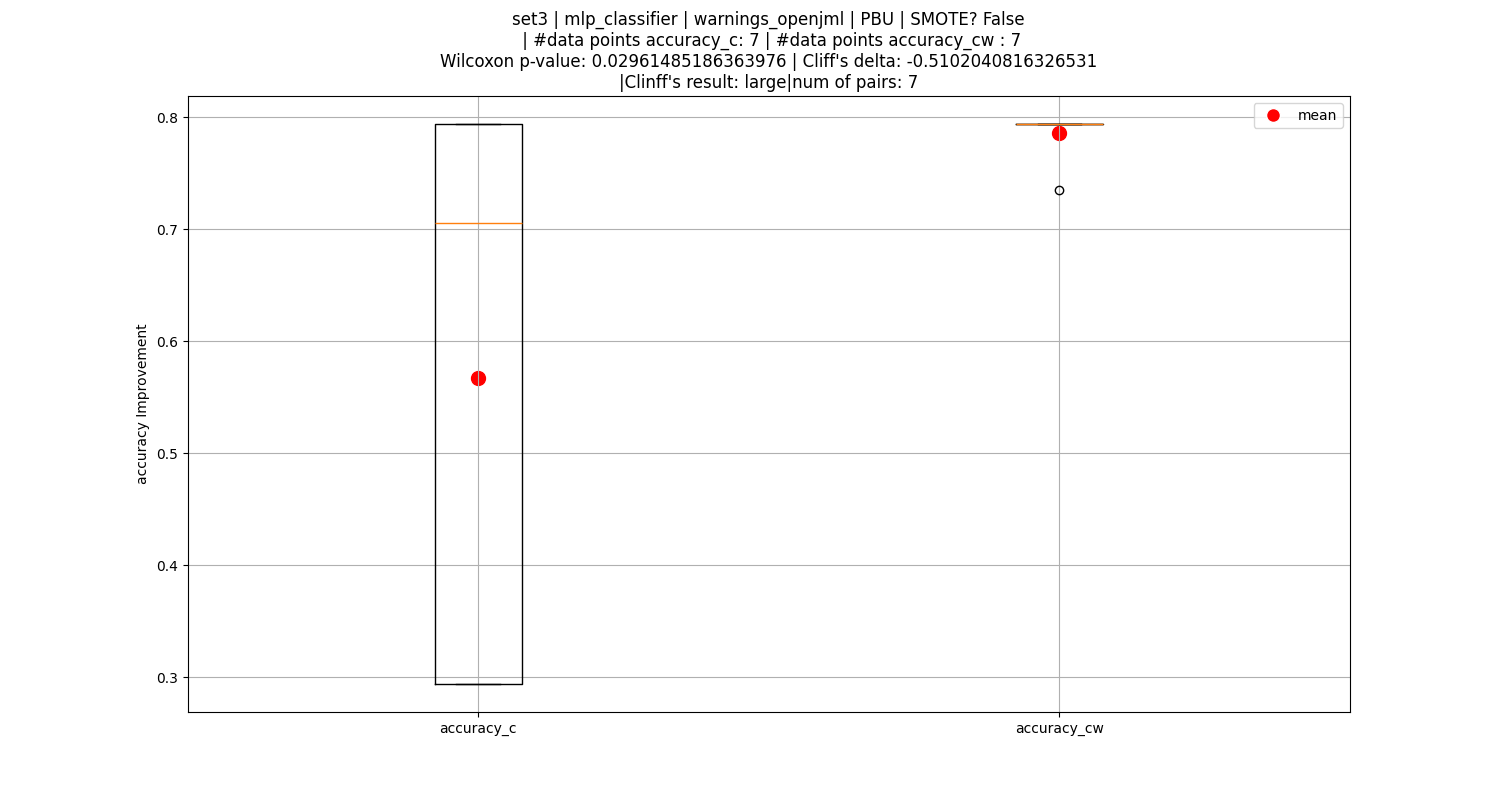 set3 | mlp_classifier | warnings_openjml | PBU | SMOTE? False
| #data points accuracy_c: 7 | #data points accuracy_cw : 7
Wilcoxon p-value: 0.02961485186363976 | Cliff's delta: -0.5102040816326531
|Clinff's result: large|num of pairs: 7
mean
0.8
0.7
0.6
0.5
0.4
0.3
accuracy Improvement
accuracy_c
accuracy_cw